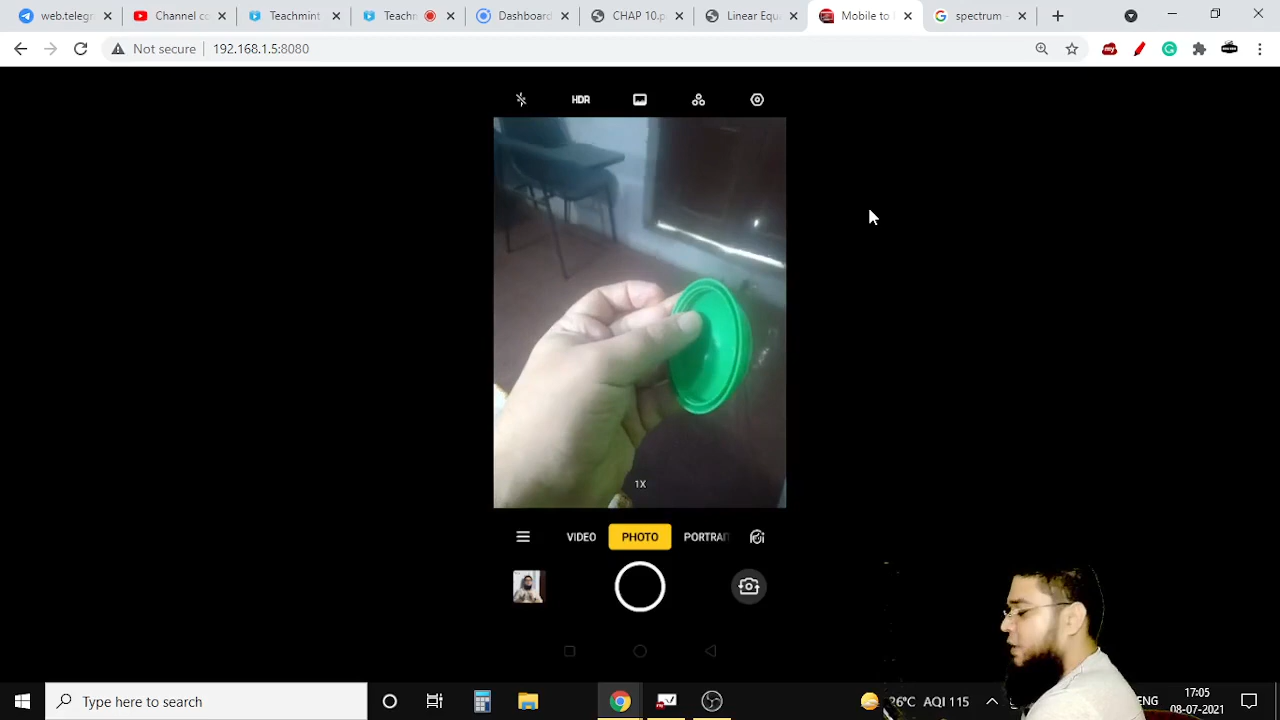 web.telegr
Channel c
Teachmint
Teachr
Dashboard
CHAP 10.p
Linear Equ
Mobile to
spectrum
Not secure
192.168.1.5:8080
HDR
1X
VIDEO
PHOTO
PORTRAI
Type here to search
26°C AQI 115
ENG
17:05
08-07-2021